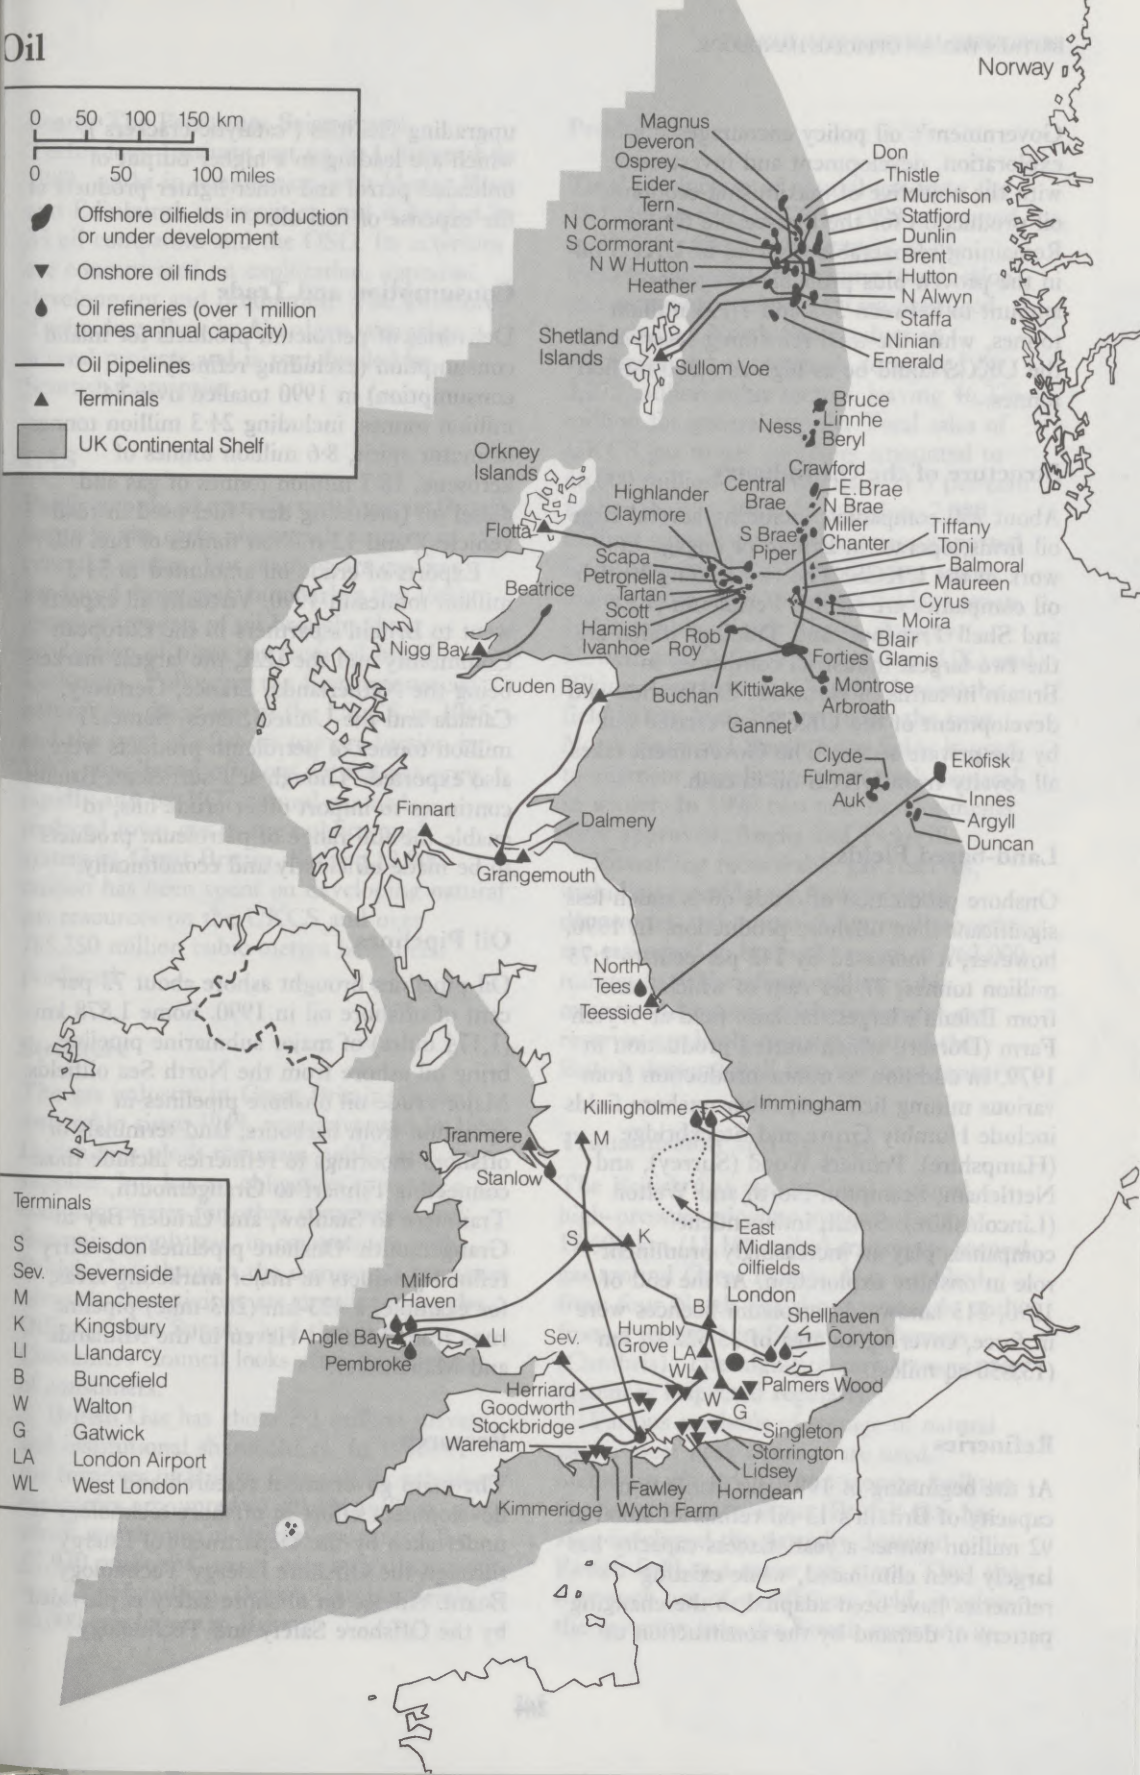 Oil
0 50 100 150 km
0 50 100 miles
Offshore oilfields in production
or under development
Onshore oil finds
Oil refineries (over 1 million
tonnes annual capacity)
Oil pipelines
Terminals
UK Continental Shelf
Norway
Magnus
Deveron
Osprey
Eider
Tern
N Cormorant
S Cormorant
N W Hutton
Heather
Don
Thistle
Murchison
Statfjord
Dunlin
Brent
Hutton
N Alwyn
Staffa
Ninian
Emerald
Shetland
Islands
Sullom Voe
Bruce
Linnhe
Ness
Beryl
Orkney
Islands
Flotta
Crawford
Central
Brae
E. Brae
N Brae
S Brae
Miller
Piper
Chanter
Highlander
Claymore
Scapa
Petronella
Tartan
Scott
Hamish
Ivanhoe
Rob
Roy
Tiffany
Toni
Balmoral
Maureen
Cyrus
Moira
Blair
Glamis
Beatrice
Nigg Bay
Cruden Bay
Buchan
Forties
Kittiwake
Montrose
Arbroath
Gannet
Clyde
Fulmar
Auk
Ekofisk
Innes
Argyll
Duncan
Finnart
Dalmeny
Grangemouth
North
Tees
Teesside
Killingholme
Immingham
Tranmere
Stanlow
M
S
K
East
Midlands
oilfields
Milford
Haven
Angle Bay
Pembroke
LI
Sev.
B
London
Shellhaven
Coryton
Humbly
Grove
LA
WL
W
G
Palmers Wood
Herriard
Goodworth
Stockbridge
Wareham
Singleton
Storrington
Lidsey
Horndean
Fawley
Kimmeridge
Wytch Farm
Terminals
S Seisdon
Sev. Severnside
M Manchester
K Kingsbury
LI Llandarcy
B Buncefield
W Walton
G Gatwick
LA London Airport
WL West London